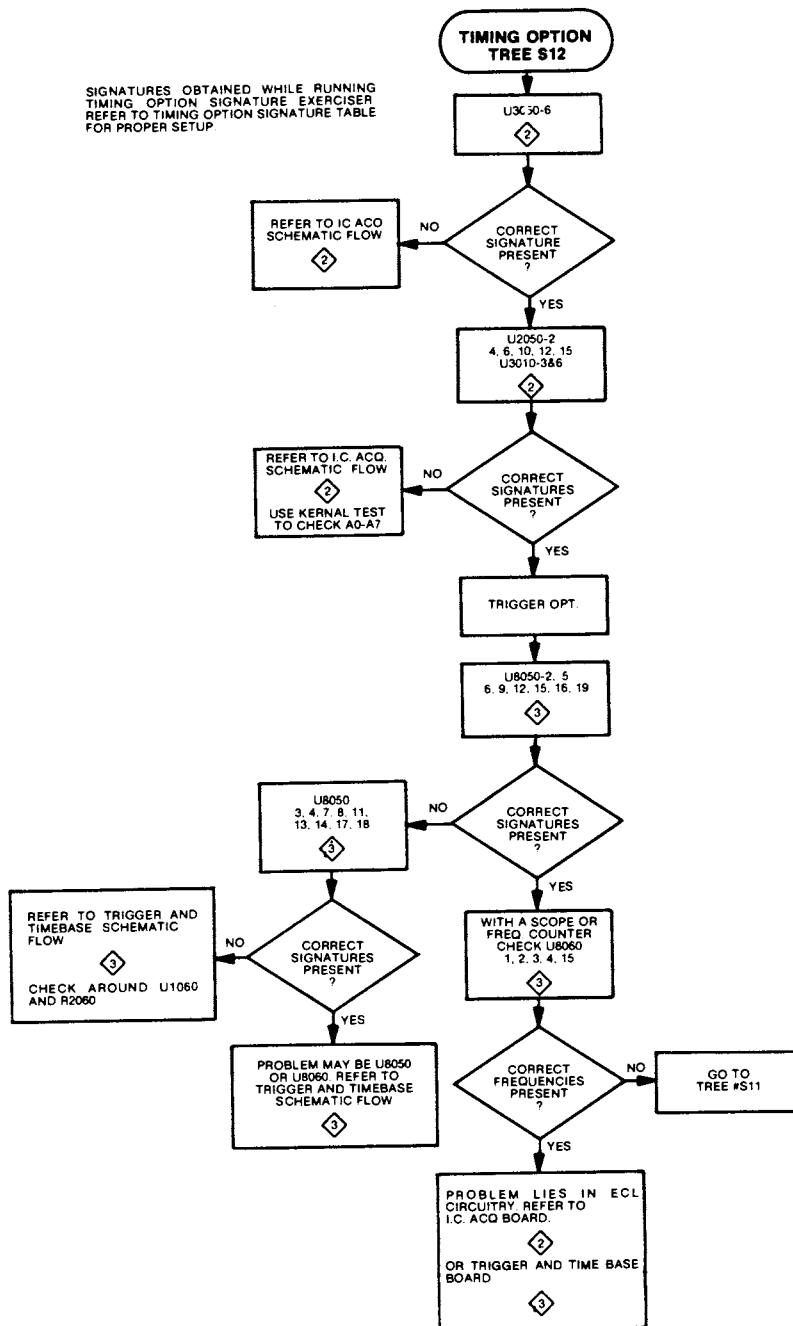 TIMING OPTION
TREE S12
SIGNATURES OBTAINED WHILE RUNNING
TIMING OPTION SIGNATURE EXERCISER
REFER TO TIMING OPTION SIGNATURE TABLE
FOR PROPER SETUP.
U3050-6
2
CORRECT
SIGNATURE
PRESENT
?
NO
REFER TO IC ACQ
SCHEMATIC FLOW
2
YES
U2050-2
4, 6, 10, 12, 15
U3010-3&6
2
CORRECT
SIGNATURES
PRESENT
?
NO
REFER TO I.C. ACQ.
SCHEMATIC FLOW
2
USE KERNAL TEST
TO CHECK A0-A7
YES
TRIGGER OPT.
U8050-2, 5
6, 9, 12, 15, 16, 19
3
CORRECT
SIGNATURES
PRESENT
?
NO
U8050
3, 4, 7, 8, 11,
13, 14, 17, 18
3
CORRECT
SIGNATURES
PRESENT
?
NO
REFER TO TRIGGER AND
TIMEBASE SCHEMATIC
FLOW
3
CHECK AROUND U1060
AND R2060
YES
PROBLEM MAY BE U8050
OR U8060. REFER TO
TRIGGER AND TIMEBASE
SCHEMATIC FLOW
3
YES
WITH A SCOPE OR
FREQ. COUNTER
CHECK U8060
1, 2, 3, 4, 15
3
CORRECT
FREQUENCIES
PRESENT
?
NO
GO TO
TREE #S11
YES
PROBLEM LIES IN ECL
CIRCUITRY. REFER TO
I.C. ACQ BOARD.
2
OR TRIGGER AND TIME BASE
BOARD
3